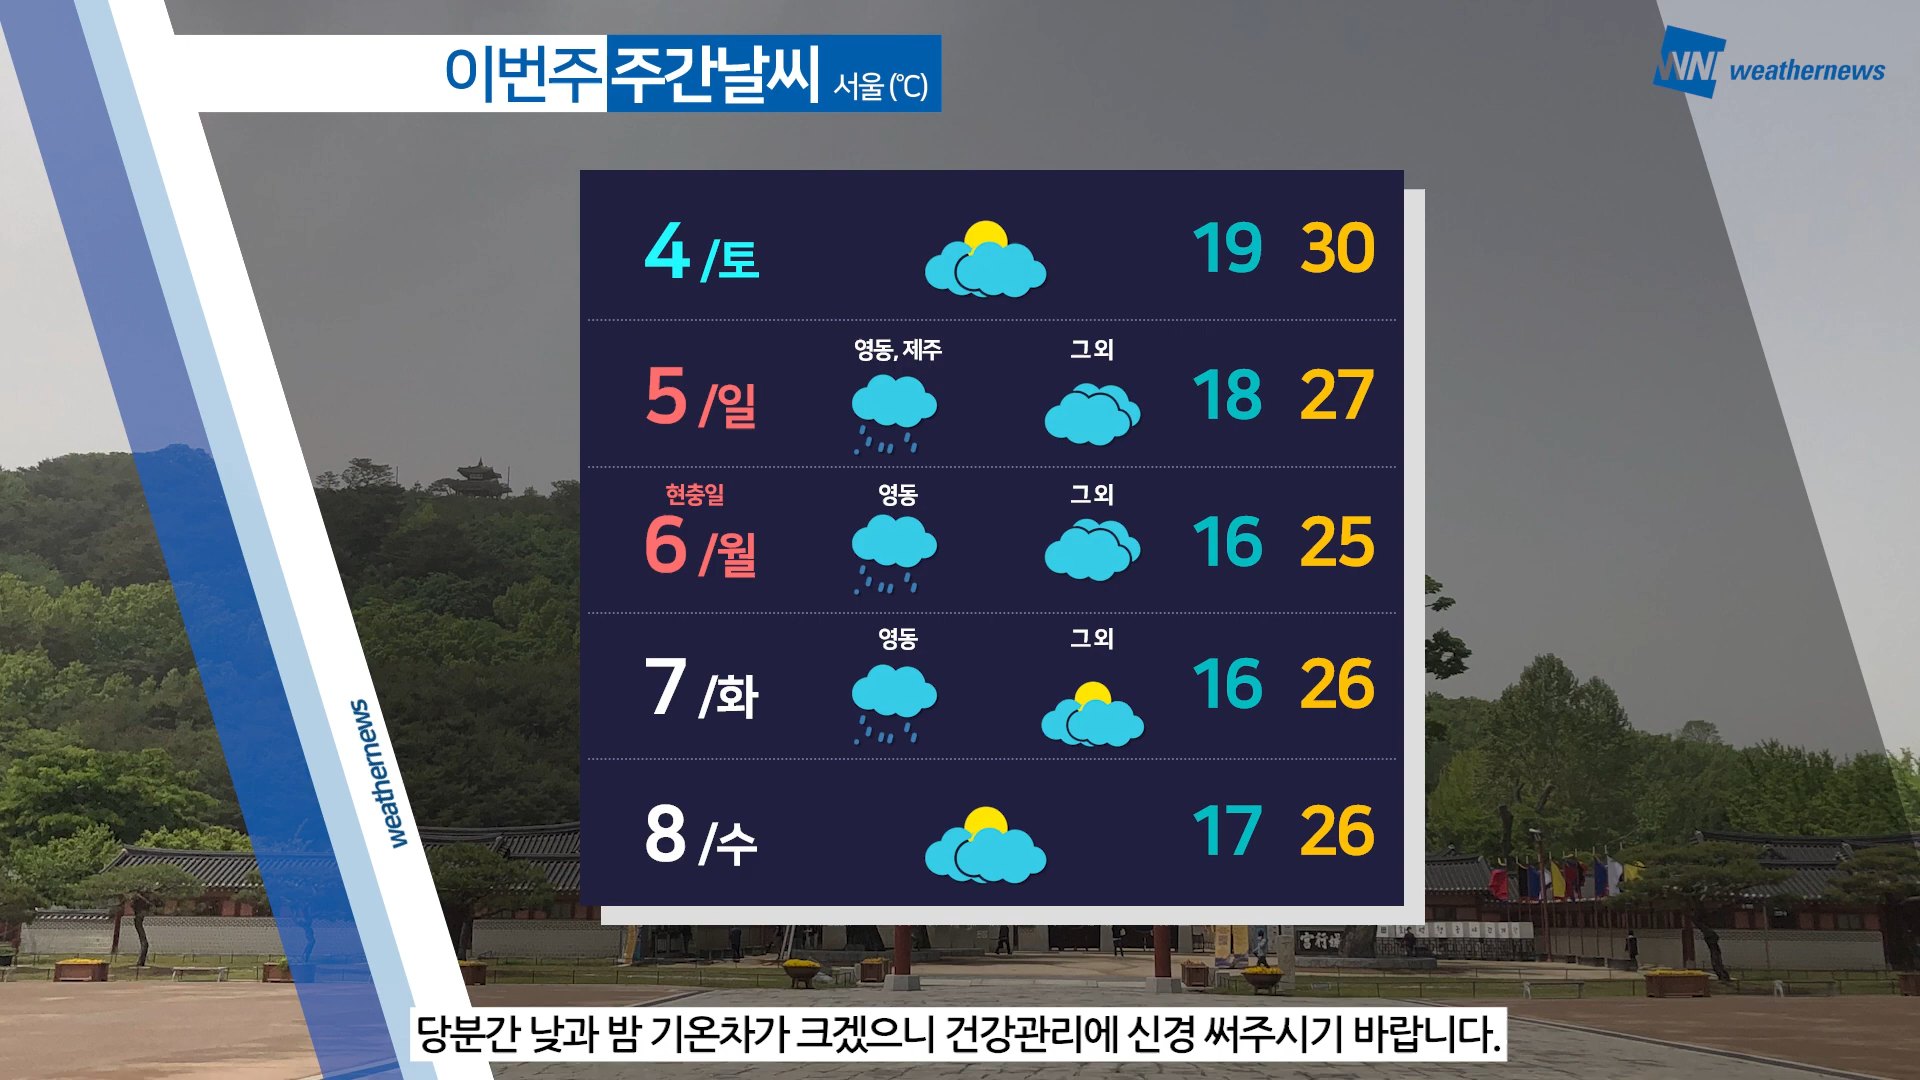 이번주 주간날씨 서울 (℃)
WNI weathernews
4 /토 19 30
영동, 제주 그 외
5 /일 18 27
현충일 영동 그 외
6 /월 16 25
영동 그 외
7 /화 16 26
8 /수 17 26
weathernews
당분간 낮과 밤 기온차가 크겠으니 건강관리에 신경 써주시기 바랍니다.